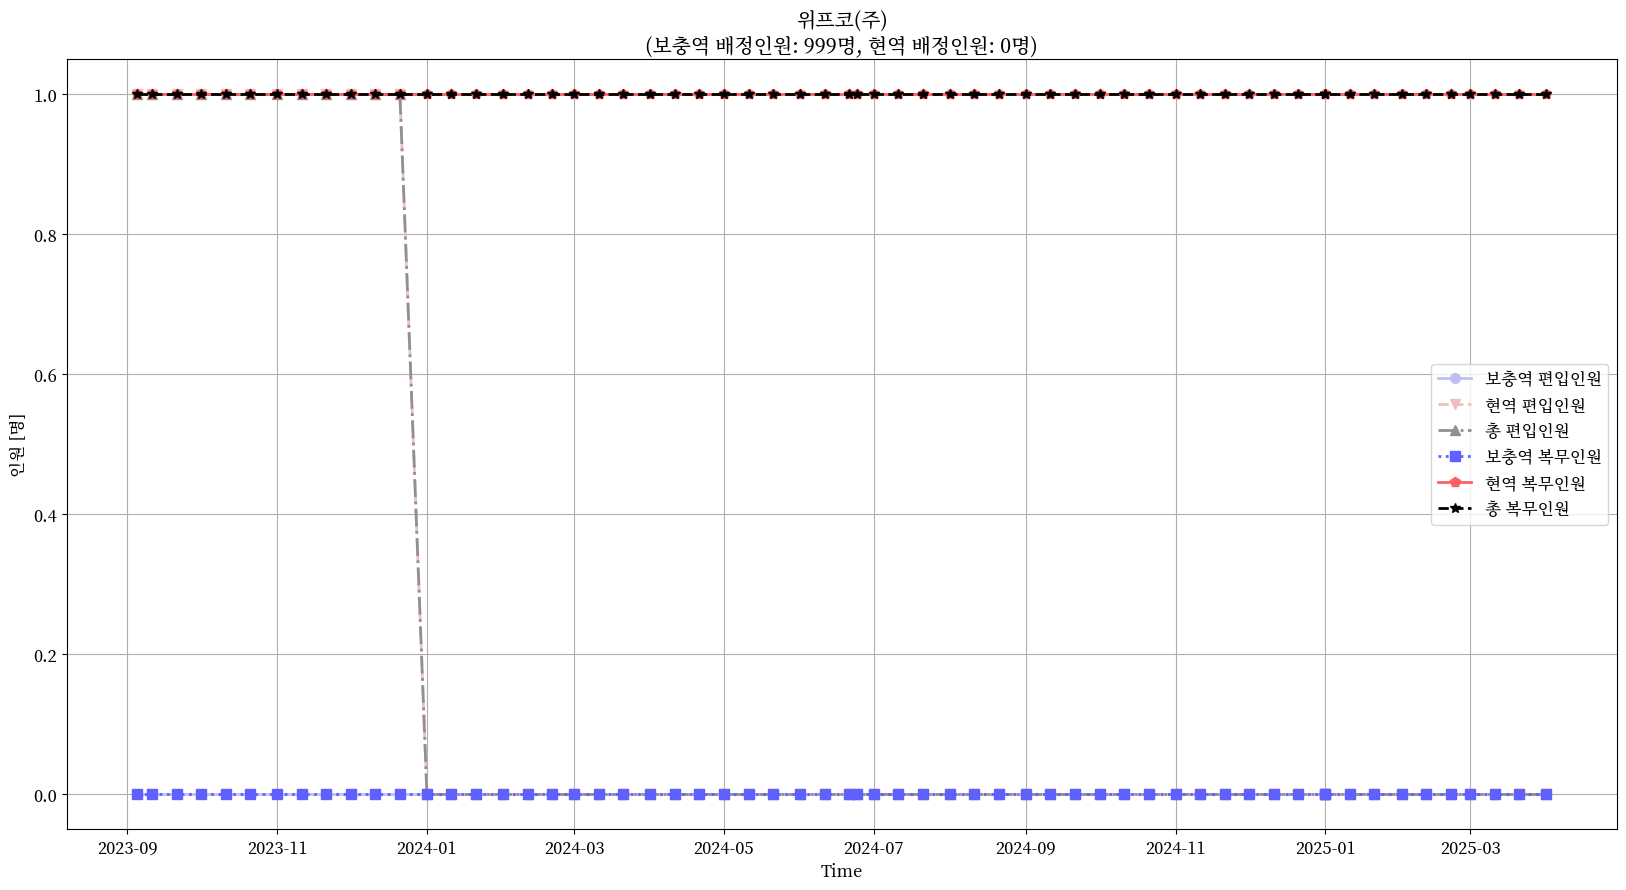 위프코(주)
(보충역 배정인원: 999명, 현역 배정인원: 0명)
인원 [명]
1.0
0.8
0.6
0.4
0.2
0.0
보충역 편입인원
현역 편입인원
총 편입인원
보충역 복무인원
현역 복무인원
총 복무인원
2023-09 2023-11 2024-01 2024-03 2024-05 2024-07 2024-09 2024-11 2025-01 2025-03
Time